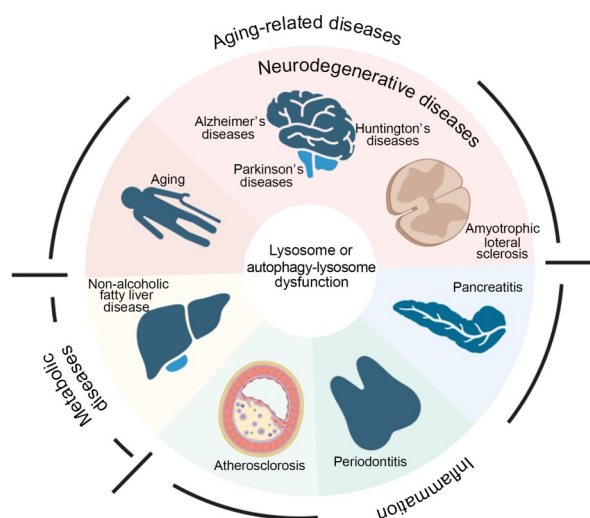 Aging-related diseases
Neurodegenerative diseases
Alzheimer's
diseases
Huntington's
diseases
Parkinson's
diseases
Aging
Amyotrophic
loteral
sclerosis
Lysosome or
autophagy-lysosome
dysfunction
Non-alcoholic
fatty liver
disease
Pancreatitis
Metabolic
diseases
Atherosclorosis
Periodontitis
Inflammation